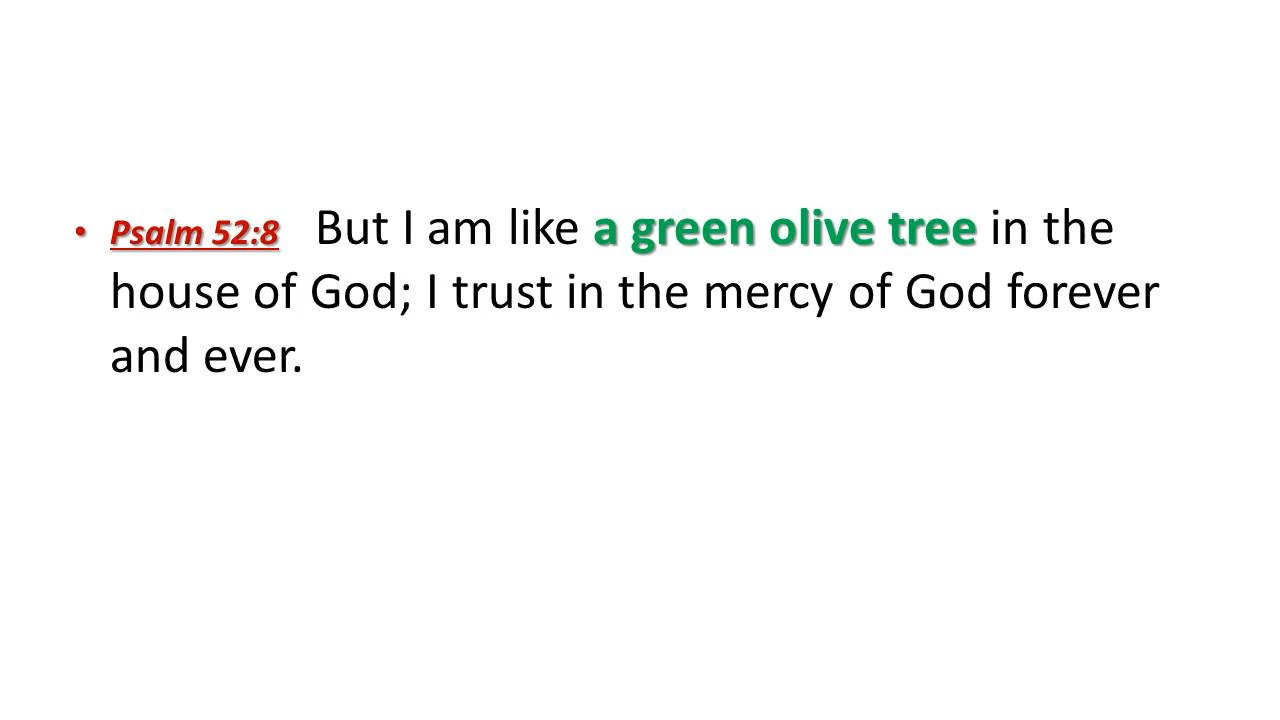 • Psalm 52:8 But I am like a green olive tree in the
house of God; I trust in the mercy of God forever
and ever.